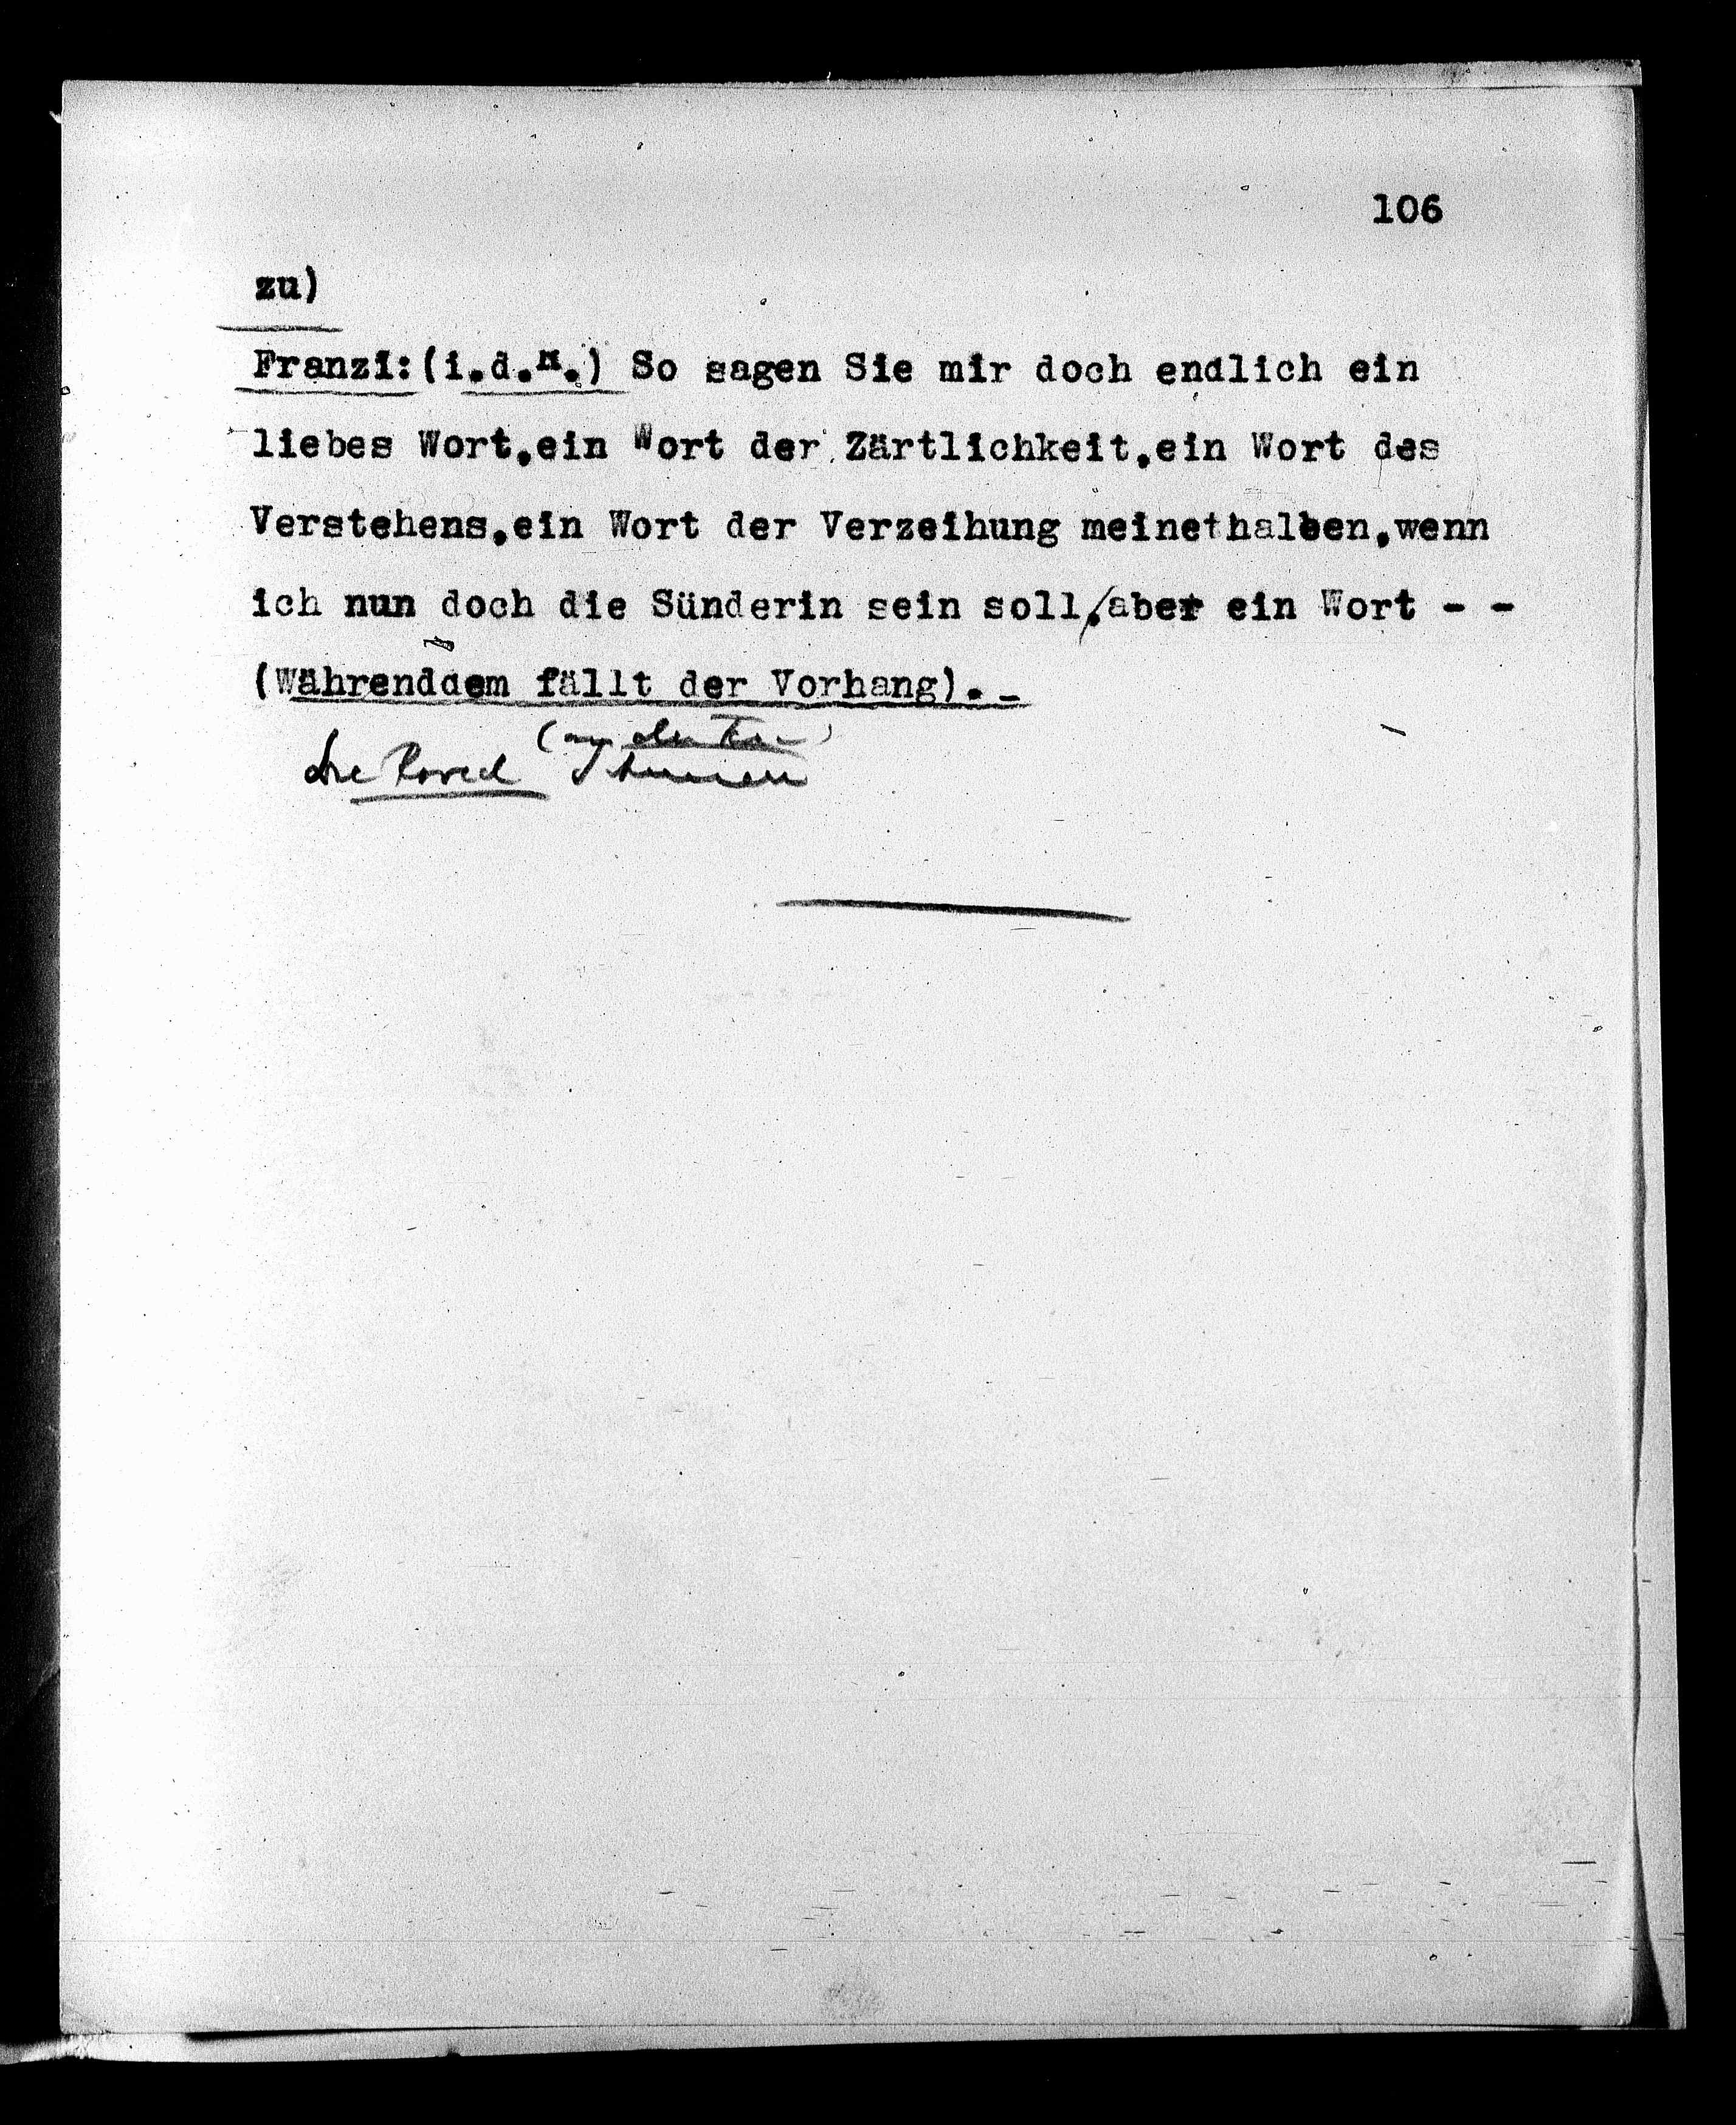 106
zu)
Franzi:(i.d.M.) So sagen Sie mir doch endlich ein
liebes Wort,ein Wort der Zärtlichkeit,ein Wort des
Verstehens,ein Wort der Verzeihung meinethalben,wenn
ich nun doch die Sünderin sein soll,aber ein Wort - -
(Währenddem fällt der Vorhang).-